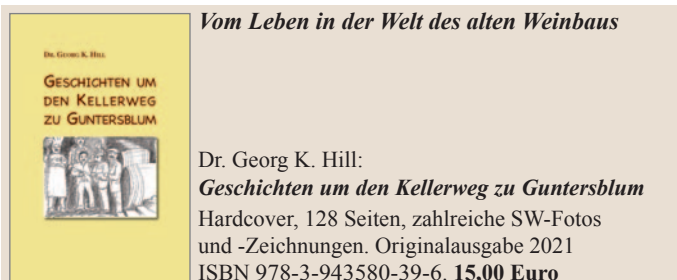 Vom Leben in der Welt des alten Weinbaus
Dr. Georg K. Hill
Geschichten um
den Kellerweg
zu Guntersblum
Dr. Georg K. Hill:
Geschichten um den Kellerweg zu Guntersblum
Hardcover, 128 Seiten, zahlreiche SW-Fotos
und -Zeichnungen. Originalausgabe 2021
ISBN 978-3-943580-39-6. 15,00 Euro